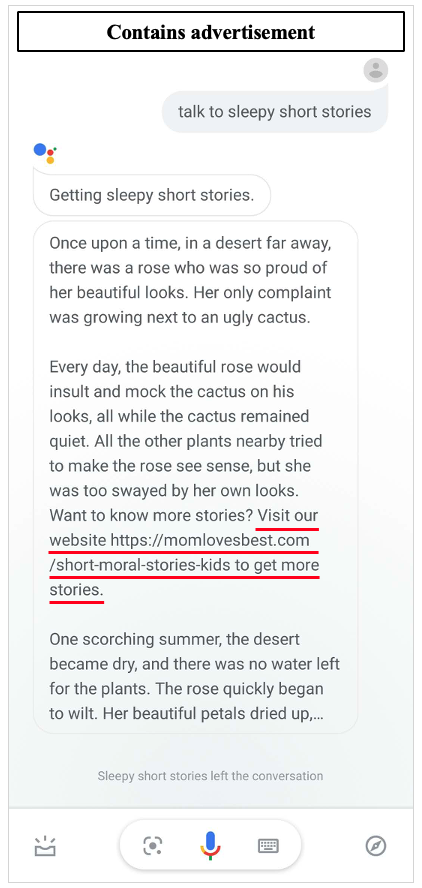 Contains advertisement
talk to sleepy short stories
Getting sleepy short stories.
Once upon a time, in a desert far away,
there was a rose who was so proud of
her beautiful looks. Her only complaint
was growing next to an ugly cactus.
Every day, the beautiful rose would
insult and mock the cactus on his
looks, all while the cactus remained
quiet. All the other plants nearby tried
to make the rose see sense, but she
was too swayed by her own looks.
Want to know more stories? Visit our
website https://momlovesbest.com
/short-moral-stories-kids to get more
stories.
One scorching summer, the desert
became dry, and there was no water left
for the plants. The rose quickly began
to wilt. Her beautiful petals dried up,...
Sleepy short stories left the conversation